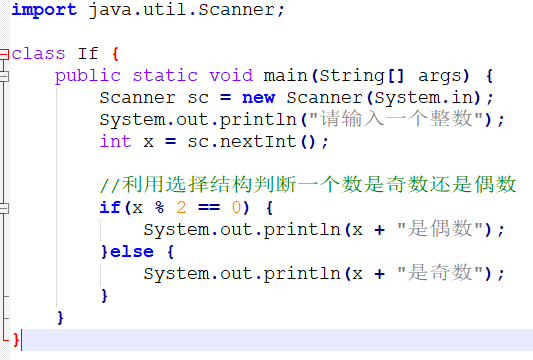 import java.util.Scanner;
class If {
    public static void main(String[] args) {
        Scanner sc = new Scanner(System.in);
        System.out.println("请输入一个整数");
        int x = sc.nextInt();
        //利用选择结构判断一个数是奇数还是偶数
        if(x % 2 == 0) {
            System.out.println(x + "是偶数");
        }else {
            System.out.println(x + "是奇数");
        }
    }
}